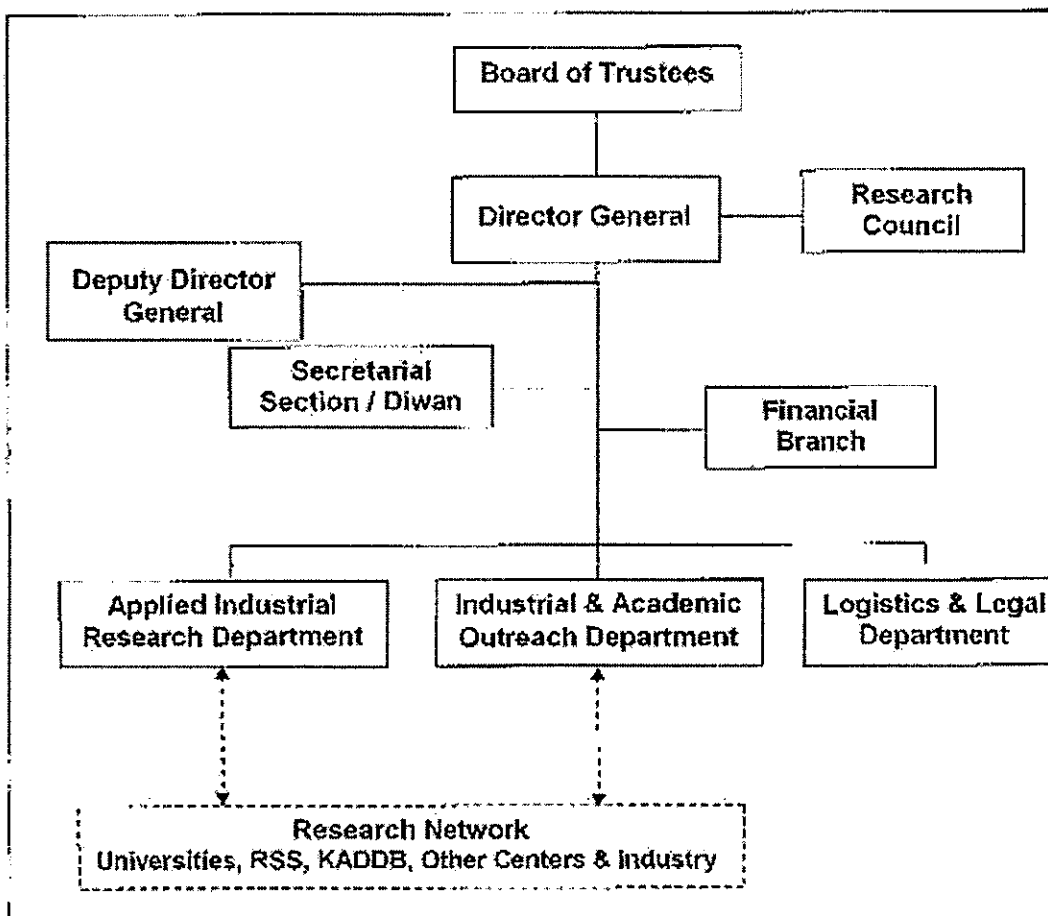 Board of Trustees
Director General
Research
Council
Deputy Director
General
Secretarial
Section / Diwan
Financial
Branch
Applied Industrial
Research Department
Industrial & Academic
Outreach Department
Logistics & Legal
Department
Research Network
Universities, RSS, KADDB, Other Centers & Industry